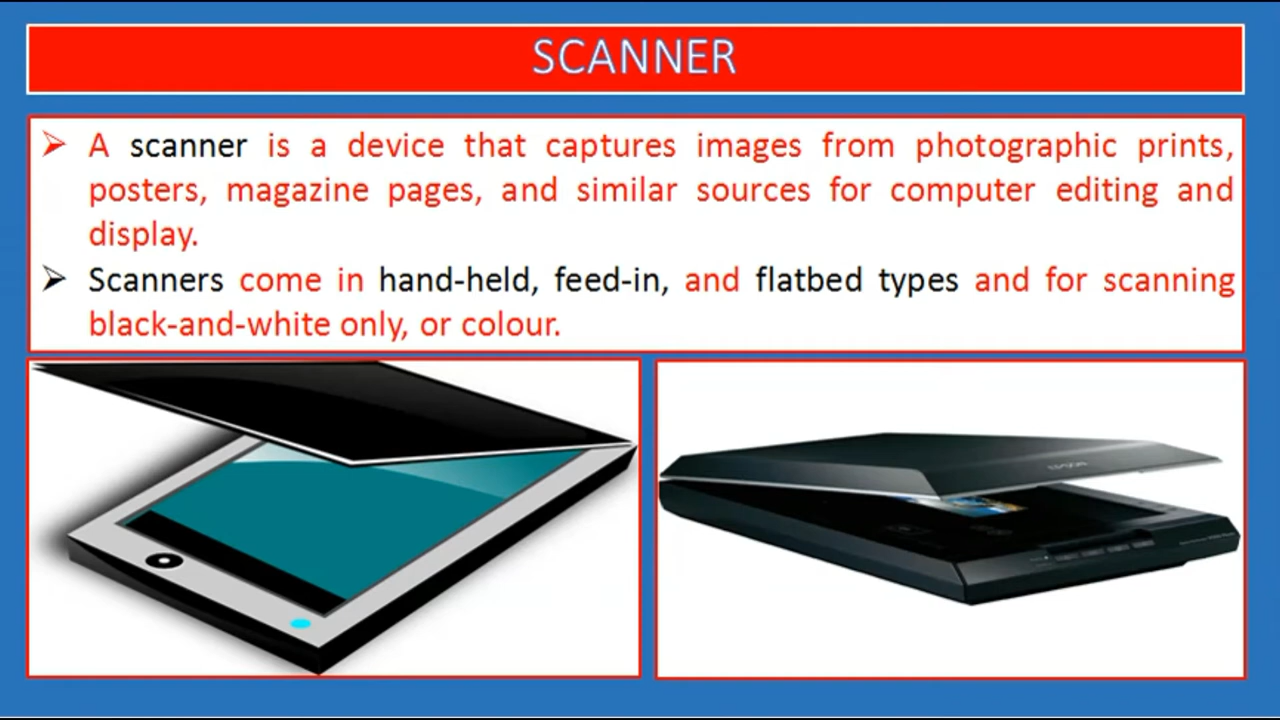 SCANNER
➢ A scanner is a device that captures images from photographic prints,
posters, magazine pages, and similar sources for computer editing and
display.
➢ Scanners come in hand-held, feed-in, and flatbed types and for scanning
black-and-white only, or colour.
EPSON